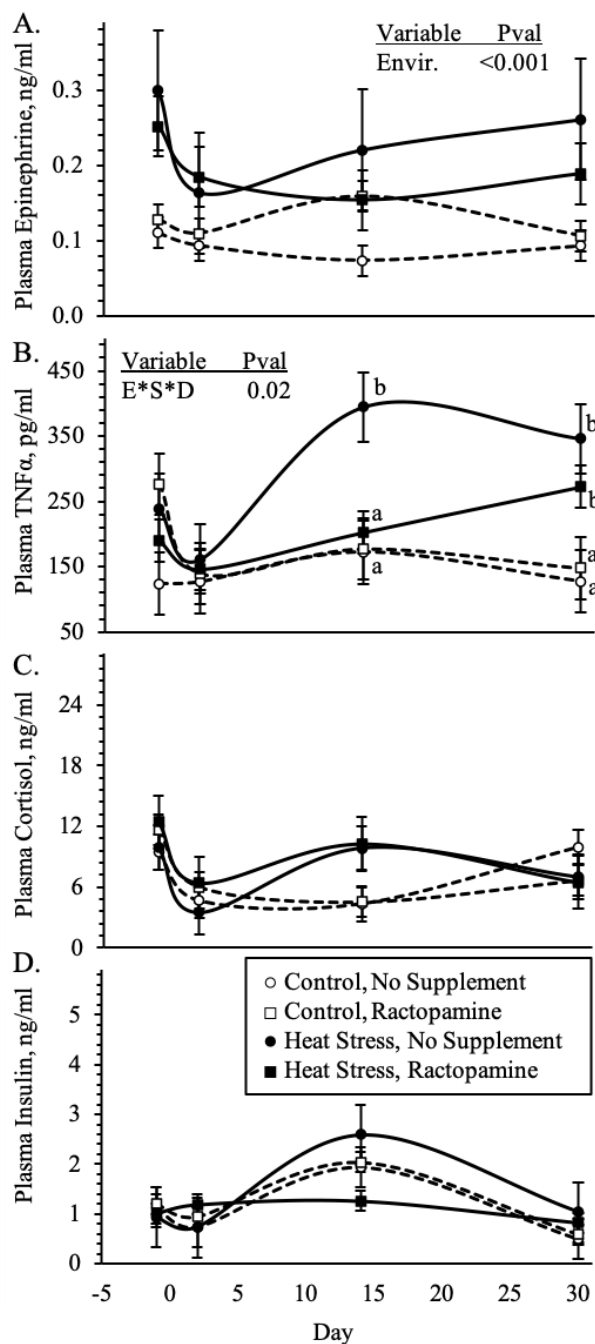 A.
Plasma Epinephrine, ng/ml
Variable Pval
Envir. <0.001
0.3
0.2
0.1
0.0
B.
Plasma TNFα, pg/ml
Variable Pval
E*S*D 0.02
450
350
250
150
50
b
b
b
a
a
a
a
C.
Plasma Cortisol, ng/ml
24
18
12
6
0
D.
Plasma Insulin, ng/ml
Control, No Supplement
Control, Ractopamine
Heat Stress, No Supplement
Heat Stress, Ractopamine
5
4
3
2
1
0
-5 0 5 10 15 20 25 30
Day